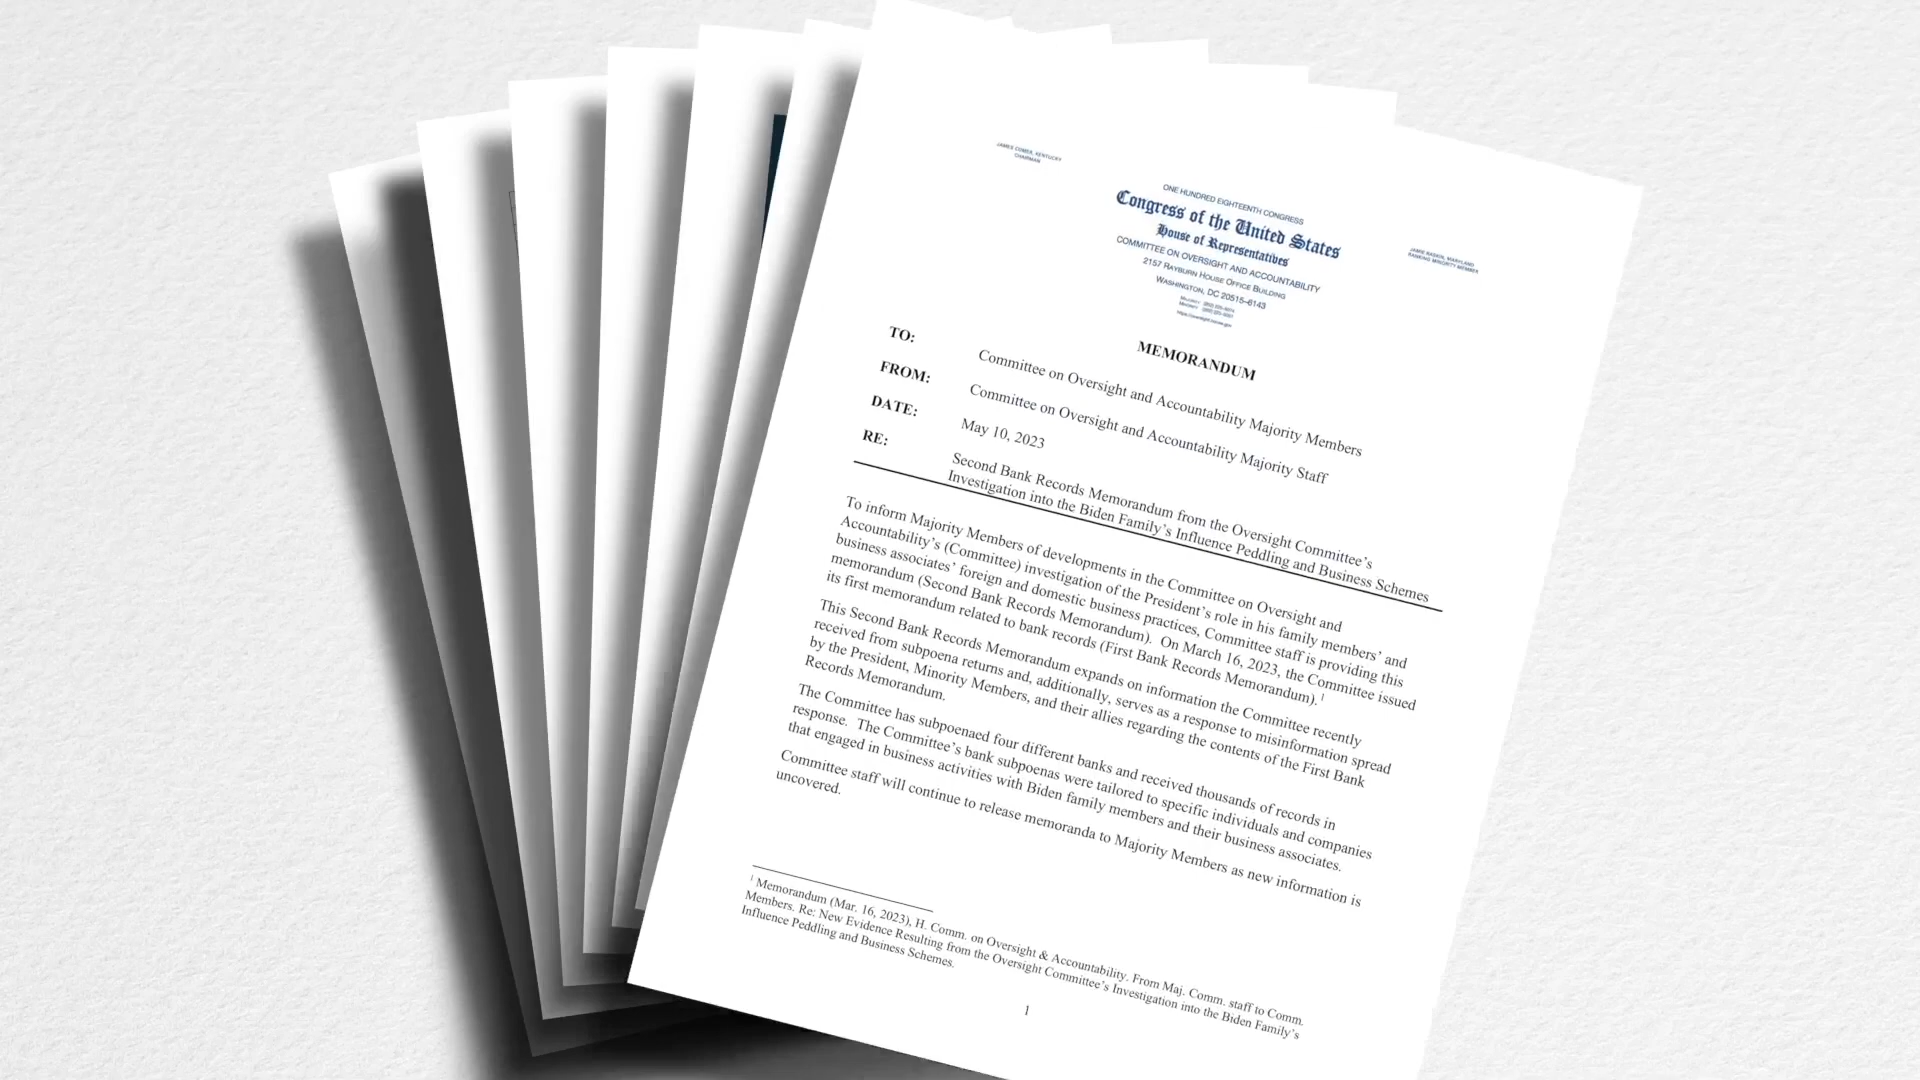 JAMES COMER, KENTUCKY
CHAIRMAN
ONE HUNDRED EIGHTEENTH CONGRESS
Congress of the United States
House of Representatives
COMMITTEE ON OVERSIGHT AND ACCOUNTABILITY
2157 RAYBURN HOUSE OFFICE BUILDING
WASHINGTON, DC 20515–6143
JAMIE RASKIN, MARYLAND
RANKING MINORITY MEMBER
MEMORANDUM
TO: Committee on Oversight and Accountability Majority Members
FROM: Committee on Oversight and Accountability Majority Staff
DATE: May 10, 2023
RE: Second Bank Records Memorandum from the Oversight Committee’s
Investigation into the Biden Family’s Influence Peddling and Business Schemes
To inform Majority Members of developments in the Committee on Oversight and
Accountability’s (Committee) investigation of the President’s role in his family members’ and
business associates’ foreign and domestic business practices, Committee staff is providing this
memorandum (Second Bank Records Memorandum). On March 16, 2023, the Committee issued
its first memorandum related to bank records (First Bank Records Memorandum).1
This Second Bank Records Memorandum expands on information the Committee recently
received from subpoena returns and, additionally, serves as a response to misinformation spread
by the President, Minority Members, and their allies regarding the contents of the First Bank
Records Memorandum.
The Committee has subpoenaed four different banks and received thousands of records in
response. The Committee’s bank subpoenas were tailored to specific individuals and companies
that engaged in business activities with Biden family members and their business associates.
Committee staff will continue to release memoranda to Majority Members as new information is
uncovered.
1 Memorandum (Mar. 16, 2023), H. Comm. on Oversight & Accountability. From Maj. Comm. staff to Comm.
Members. Re: New Evidence Resulting from the Oversight Committee’s Investigation into the Biden Family’s
Influence Peddling and Business Schemes.
1